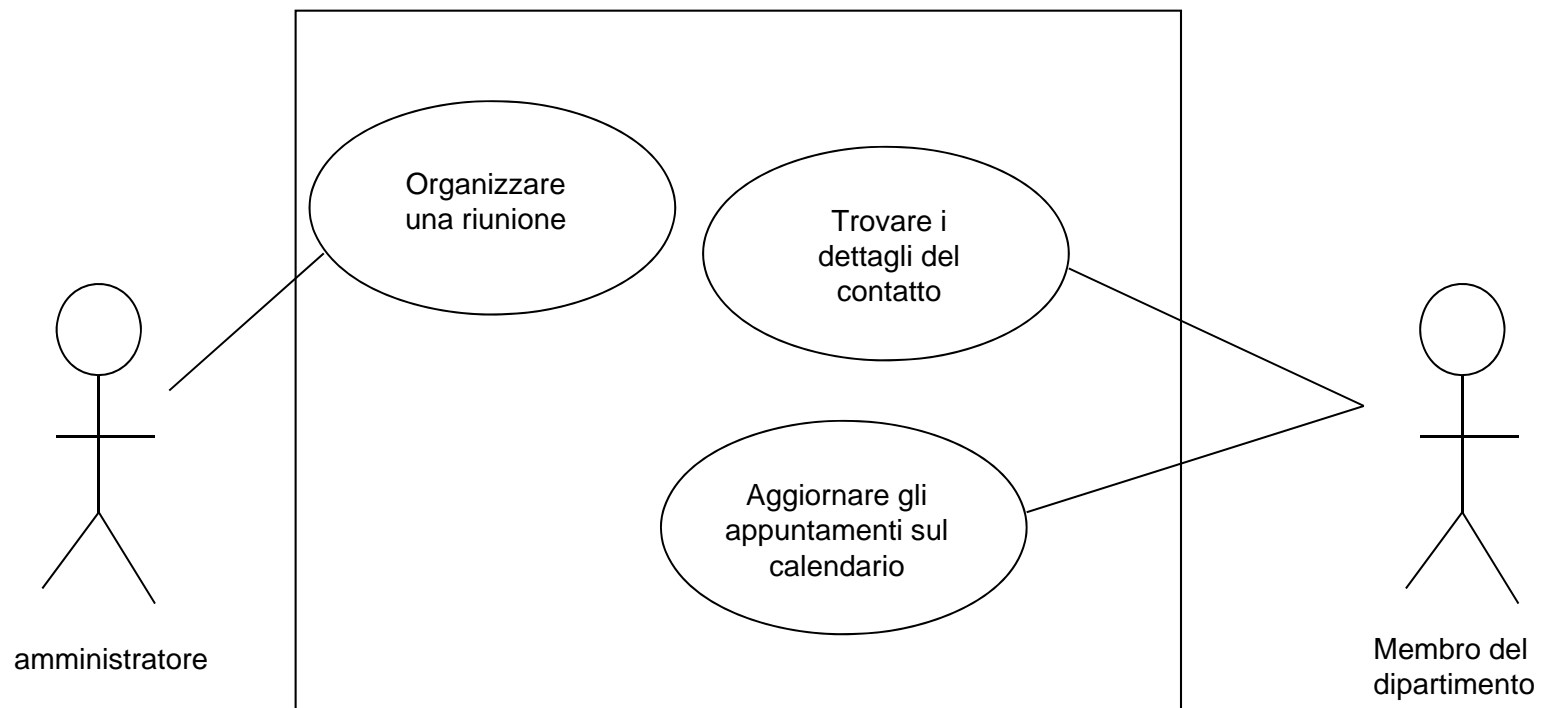 Organizzare
una riunione
Trovare i
dettagli del
contatto
Aggiornare gli
appuntamenti sul
calendario
amministratore
Membro del
dipartimento